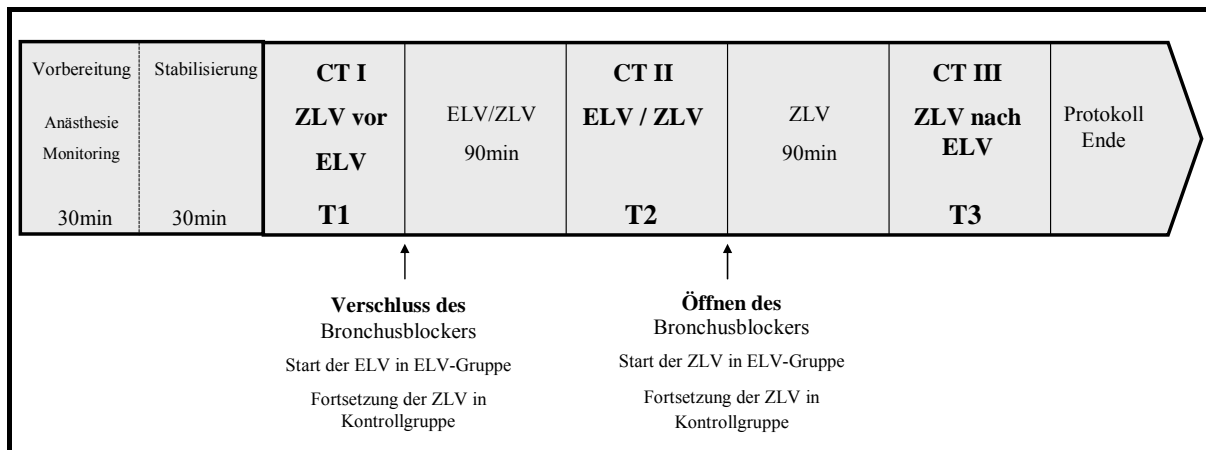 Vorbereitung
Anästhesie
Monitoring
30min
Stabilisierung
30min
CT I
ZLV vor
ELV
T1
ELV/ZLV
90min
CT II
ELV / ZLV
T2
ZLV
90min
CT III
ZLV nach
ELV
T3
Protokoll
Ende
Verschluss des
Bronchusblockers
Start der ELV in ELV-Gruppe
Fortsetzung der ZLV in
Kontrollgruppe
Öffnen des
Bronchusblockers
Start der ZLV in ELV-Gruppe
Fortsetzung der ZLV in
Kontrollgruppe